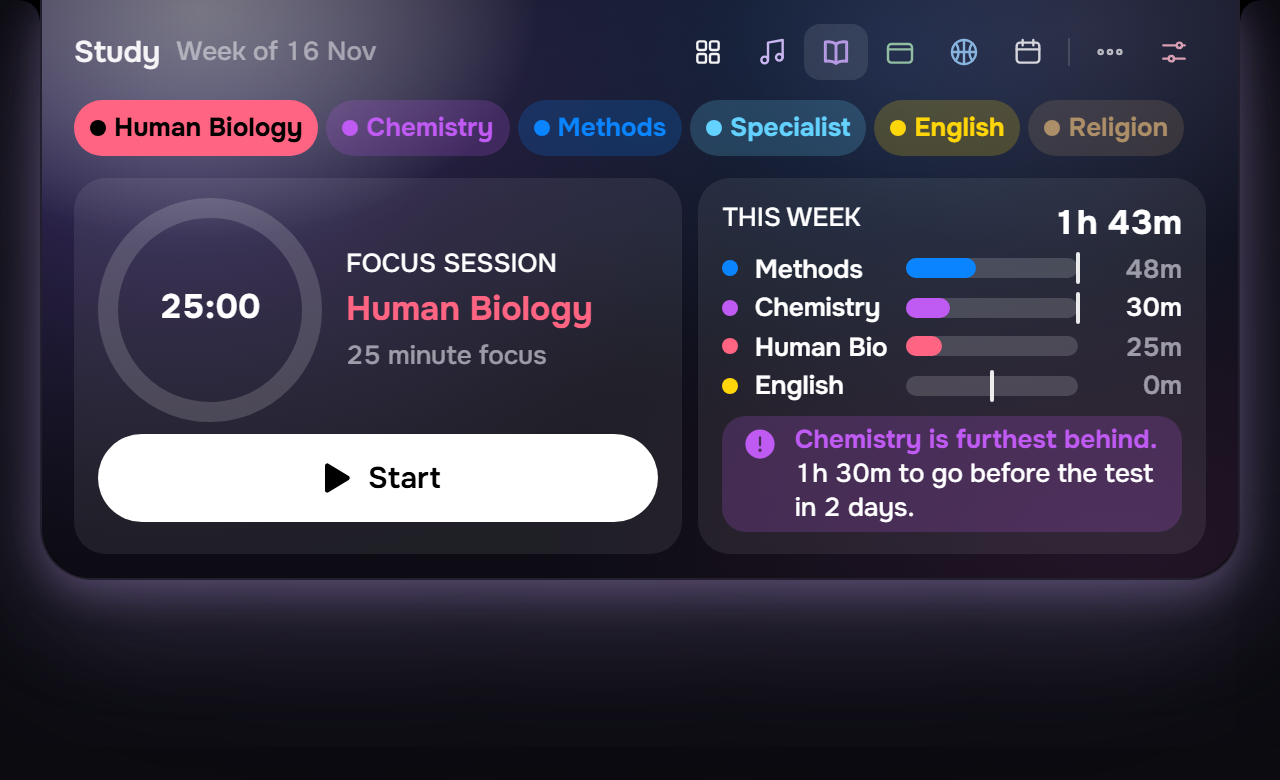 Study Week of 16 Nov
Human Biology Chemistry Methods Specialist English Religion
25:00
FOCUS SESSION
Human Biology
25 minute focus
Start
THIS WEEK 1h 43m
Methods 48m
Chemistry 30m
Human Bio 25m
English 0m
Chemistry is furthest behind.
1h 30m to go before the test
in 2 days.